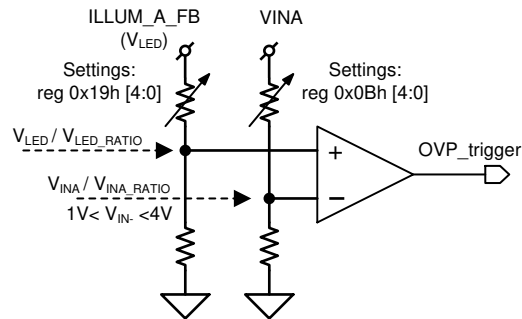 ILLUM_A_FB
(VLED)
VINA
Settings:
reg 0x19h [4:0]
Settings:
reg 0x0Bh [4:0]
VLED / VLED_RATIO
+
OVP_trigger
VINA / VINA_RATIO
1V< VIN- <4V
−